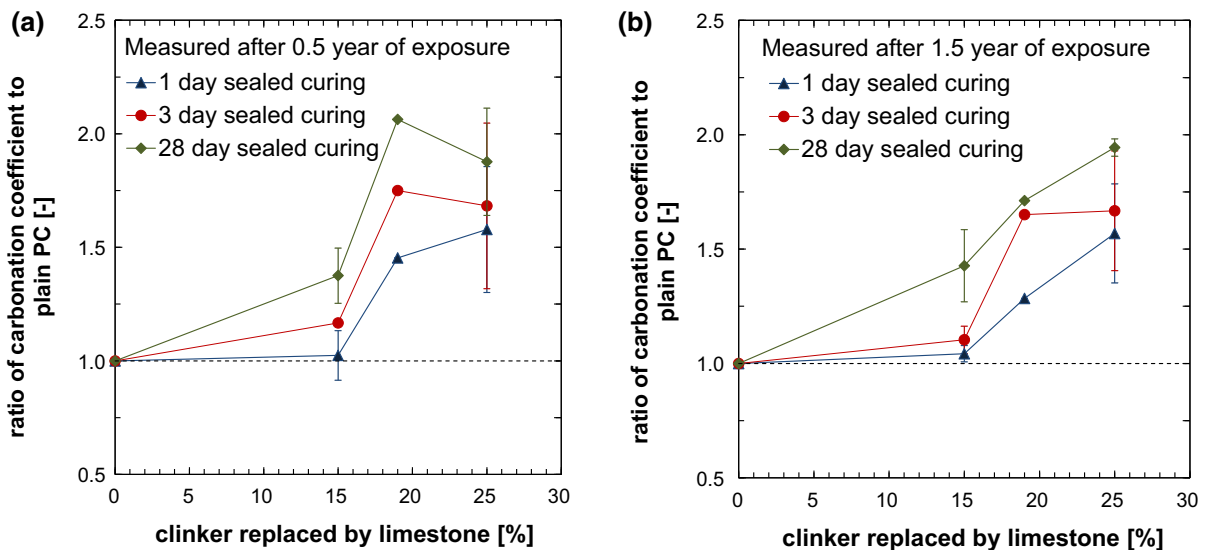 (a)
Measured after 0.5 year of exposure
1 day sealed curing
3 day sealed curing
28 day sealed curing
ratio of carbonation coefficient to
plain PC [-]
2.5
2.0
1.5
1.0
0.5
0 5 10 15 20 25 30
clinker replaced by limestone [%]
(b)
Measured after 1.5 year of exposure
1 day sealed curing
3 day sealed curing
28 day sealed curing
ratio of carbonation coefficient to
plain PC [-]
2.5
2.0
1.5
1.0
0.5
0 5 10 15 20 25 30
clinker replaced by limestone [%]